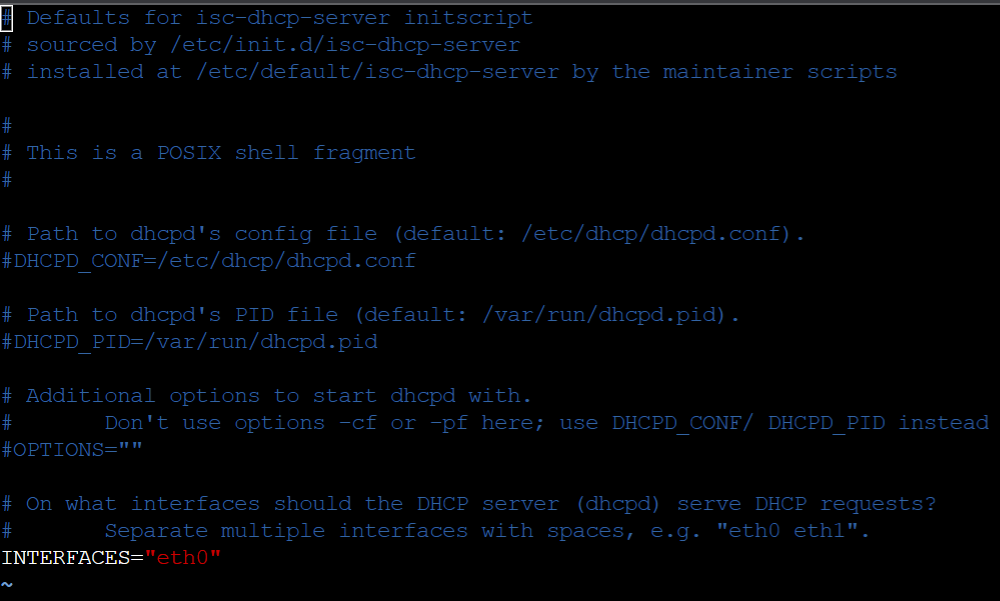 # Defaults for isc-dhcp-server initscript
# sourced by /etc/init.d/isc-dhcp-server
# installed at /etc/default/isc-dhcp-server by the maintainer scripts
#
# This is a POSIX shell fragment
#
# Path to dhcpd's config file (default: /etc/dhcp/dhcpd.conf).
#DHCPD_CONF=/etc/dhcp/dhcpd.conf
# Path to dhcpd's PID file (default: /var/run/dhcpd.pid).
#DHCPD_PID=/var/run/dhcpd.pid
# Additional options to start dhcpd with.
#       Don't use options -cf or -pf here; use DHCPD_CONF/ DHCPD_PID instead
#OPTIONS=""
# On what interfaces should the DHCP server (dhcpd) serve DHCP requests?
#       Separate multiple interfaces with spaces, e.g. "eth0 eth1".
INTERFACES="eth0"
~